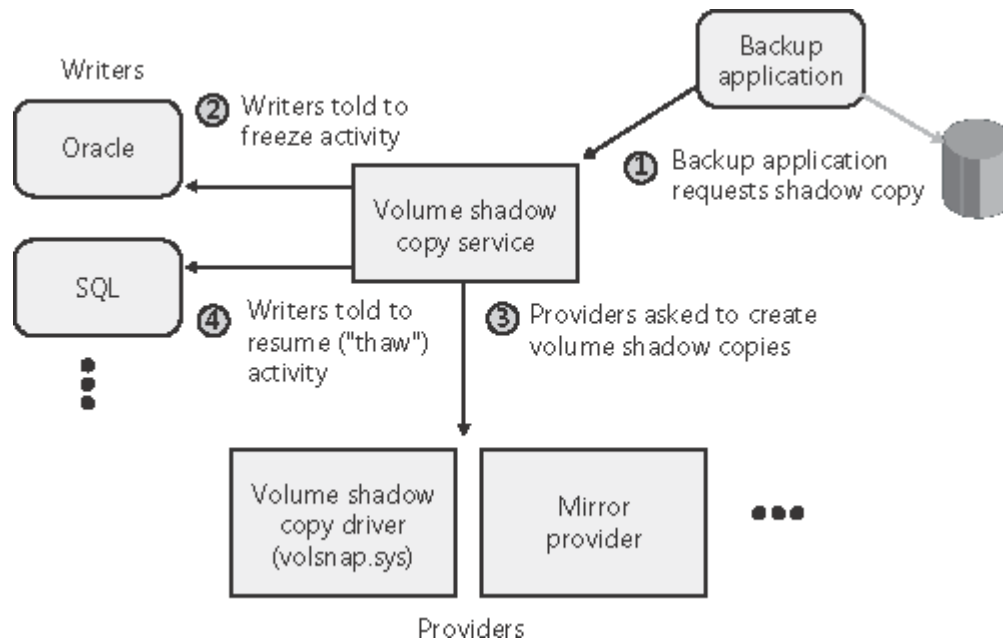 Backup
application
Writers
2 Writers told to
freeze activity
Oracle
1 Backup application
requests shadow copy
Volume shadow
copy service
SQL
4 Writers told to
resume ("thaw")
activity
3 Providers asked to create
volume shadow copies
Volume shadow
copy driver
(volsnap.sys)
Mirror
provider
Providers